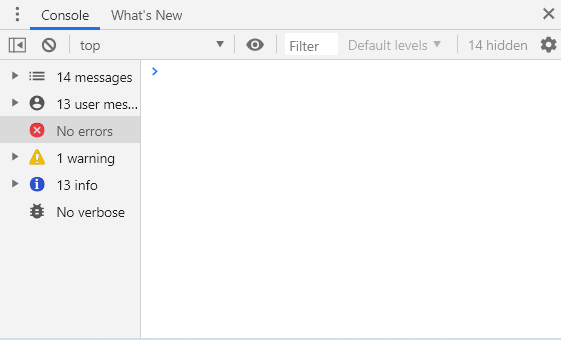 Console What's New
top Filter Default levels 14 hidden
14 messages
13 user mes...
No errors
1 warning
13 info
No verbose